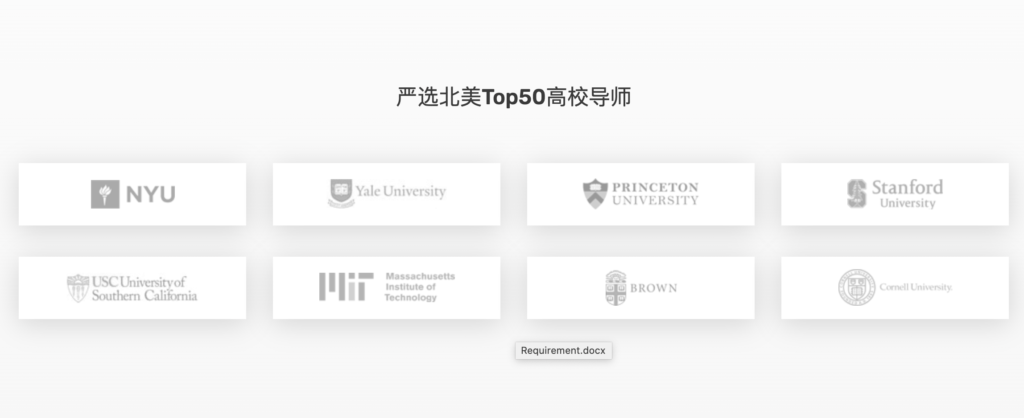 严选北美Top50高校导师
NYU
Yale University
PRINCETON
UNIVERSITY
Stanford
University
USC University of
Southern California
MIT
Massachusetts
Institute of
Technology
BROWN
Cornell University.
Requirement.docx